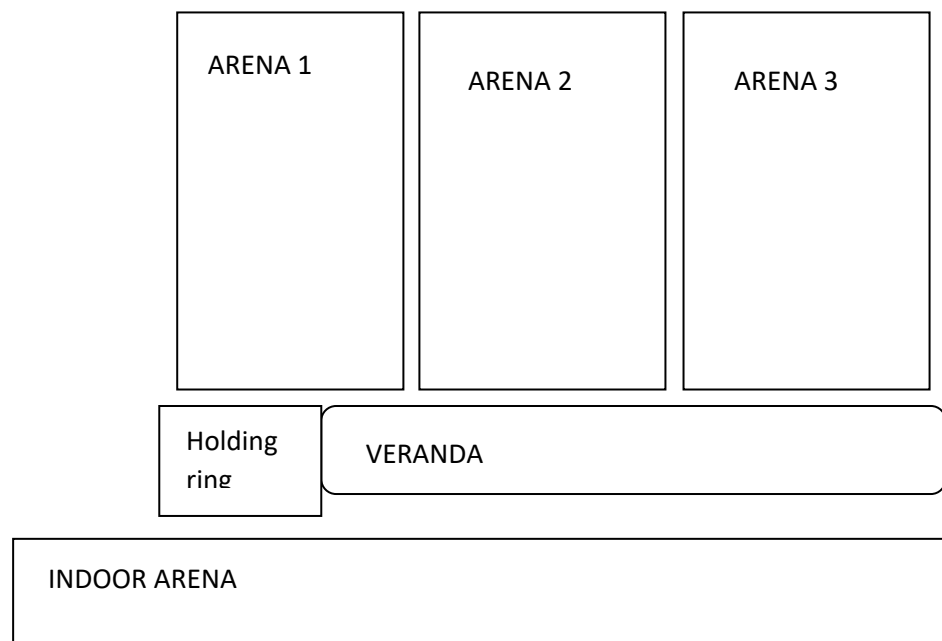 ARENA 1
ARENA 2
ARENA 3
Holding
ring
VERANDA
INDOOR ARENA